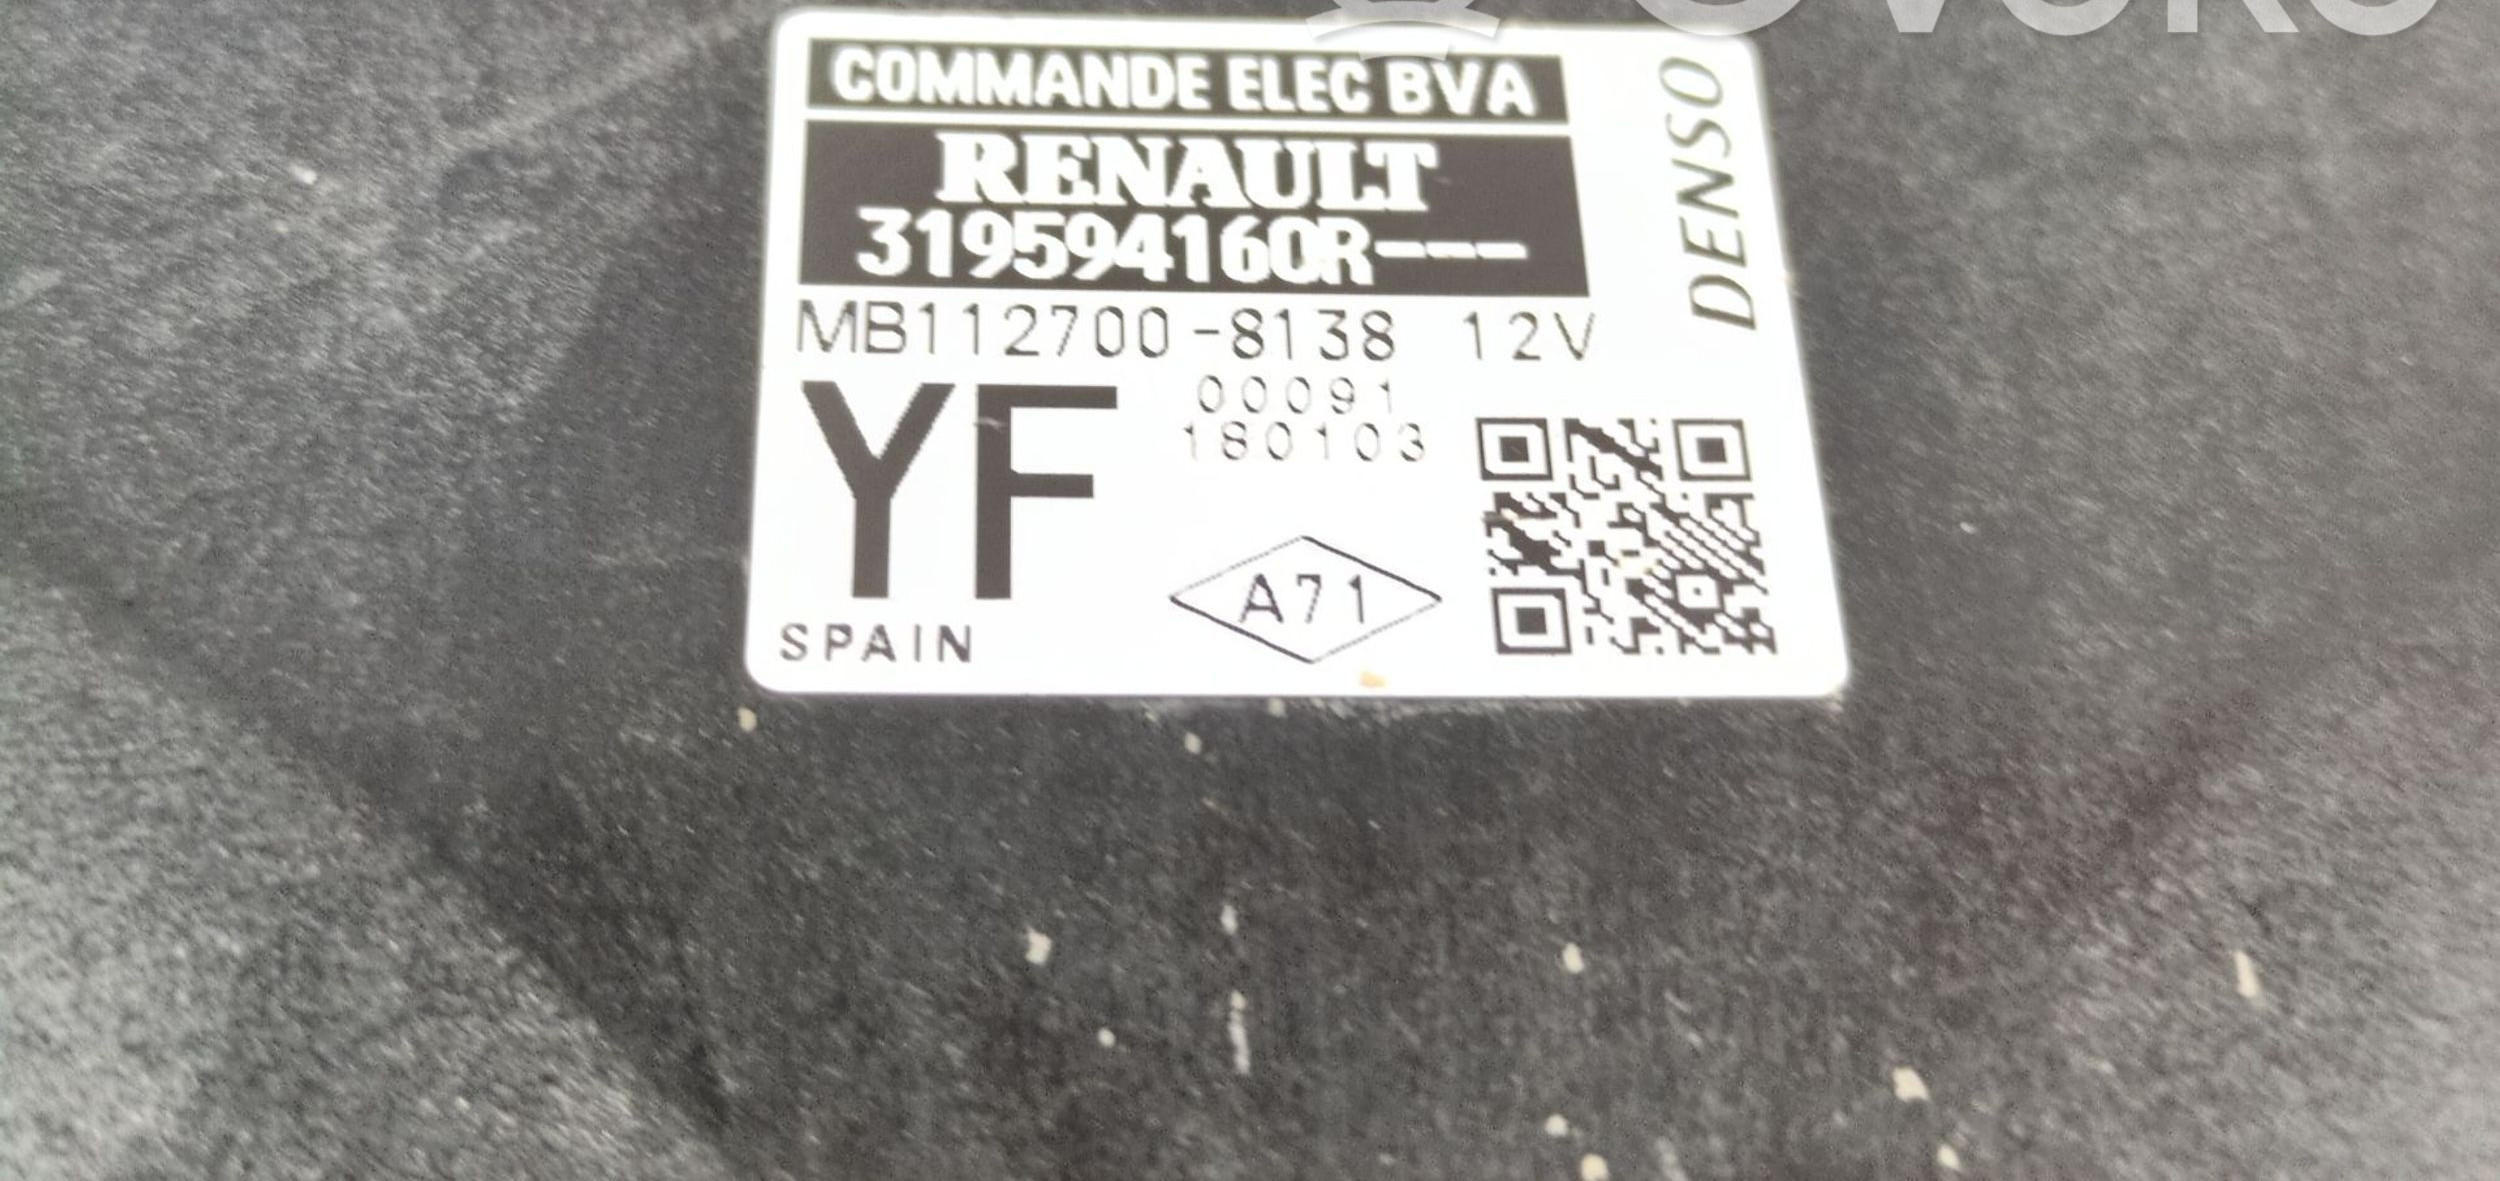 COMMANDE ELEC BVA
RENAULT
319594160R---
MB112700-8138 12V
YF
00091
180103
A71
SPAIN
DENSO